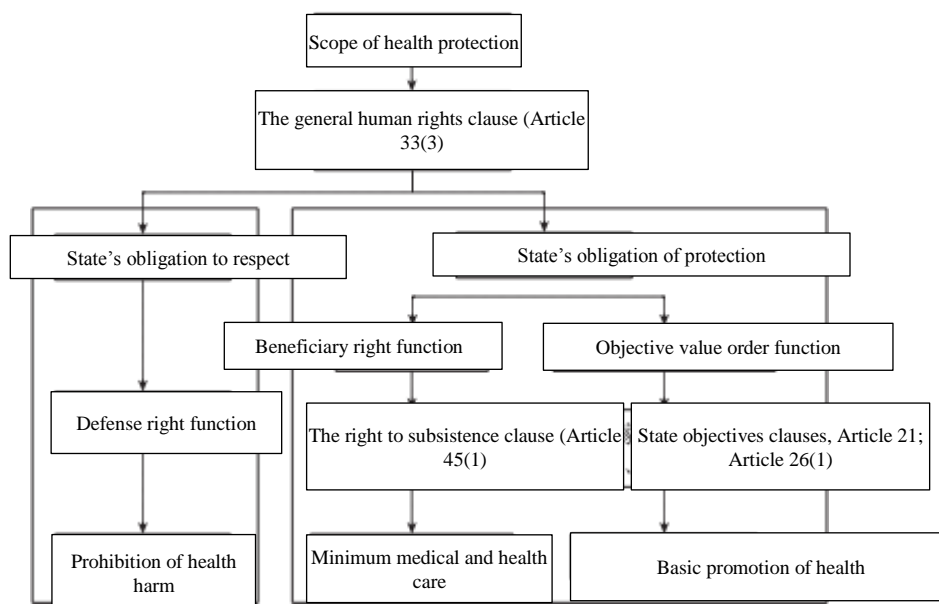 Scope of health protection
The general human rights clause (Article
33(3)
State’s obligation to respect
State’s obligation of protection
Beneficiary right function
Objective value order function
Defense right function
The right to subsistence clause (Article
45(1)
State objectives clauses, Article 21;
Article 26(1)
Prohibition of health
harm
Minimum medical and health
care
Basic promotion of health